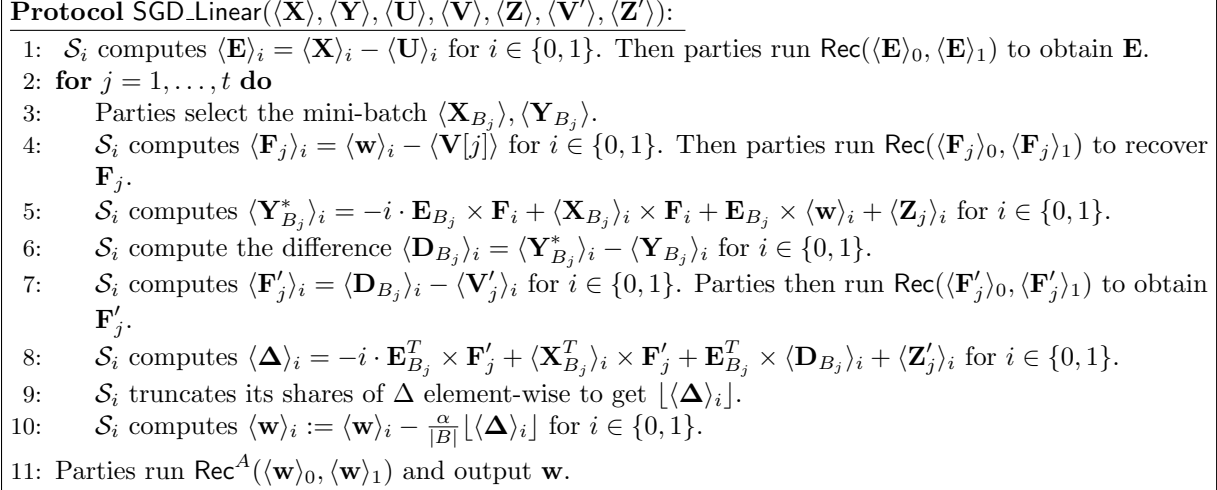 Protocol SGD_Linear(⟨X⟩, ⟨Y⟩, ⟨U⟩, ⟨V⟩, ⟨Z⟩, ⟨V′⟩, ⟨Z′⟩):
1: 𝒮_i computes ⟨E⟩_i = ⟨X⟩_i − ⟨U⟩_i for i ∈ {0, 1}. Then parties run Rec(⟨E⟩_0, ⟨E⟩_1) to obtain E.
2: for j = 1, . . . , t do
3: Parties select the mini-batch ⟨X_{B_j}⟩, ⟨Y_{B_j}⟩.
4: 𝒮_i computes ⟨F_j⟩_i = ⟨w⟩_i − ⟨V[j]⟩ for i ∈ {0, 1}. Then parties run Rec(⟨F_j⟩_0, ⟨F_j⟩_1) to recover
F_j.
5: 𝒮_i computes ⟨Y^*_{B_j}⟩_i = −i · E_{B_j} × F_i + ⟨X_{B_j}⟩_i × F_i + E_{B_j} × ⟨w⟩_i + ⟨Z_j⟩_i for i ∈ {0, 1}.
6: 𝒮_i compute the difference ⟨D_{B_j}⟩_i = ⟨Y^*_{B_j}⟩_i − ⟨Y_{B_j}⟩_i for i ∈ {0, 1}.
7: 𝒮_i computes ⟨F′_j⟩_i = ⟨D_{B_j}⟩_i − ⟨V′_j⟩_i for i ∈ {0, 1}. Parties then run Rec(⟨F′_j⟩_0, ⟨F′_j⟩_1) to obtain
F′_j.
8: 𝒮_i computes ⟨Δ⟩_i = −i · E^T_{B_j} × F′_j + ⟨X^T_{B_j}⟩_i × F′_j + E^T_{B_j} × ⟨D_{B_j}⟩_i + ⟨Z′_j⟩_i for i ∈ {0, 1}.
9: 𝒮_i truncates its shares of Δ element-wise to get ⌊⟨Δ⟩_i⌋.
10: 𝒮_i computes ⟨w⟩_i := ⟨w⟩_i − \frac{α}{|B|}⌊⟨Δ⟩_i⌋ for i ∈ {0, 1}.
11: Parties run Rec^A(⟨w⟩_0, ⟨w⟩_1) and output w.